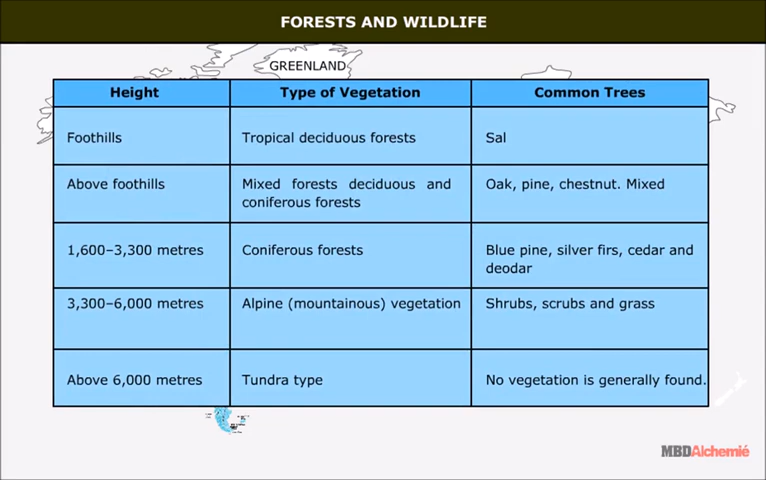 FORESTS AND WILDLIFE
GREENLAND
Height Type of Vegetation Common Trees
Foothills Tropical deciduous forests Sal
Above foothills Mixed forests deciduous and Oak, pine, chestnut. Mixed
coniferous forests
1,600–3,300 metres Coniferous forests Blue pine, silver firs, cedar and
deodar
3,300–6,000 metres Alpine (mountainous) vegetation Shrubs, scrubs and grass
Above 6,000 metres Tundra type No vegetation is generally found.
MBDAlchemié